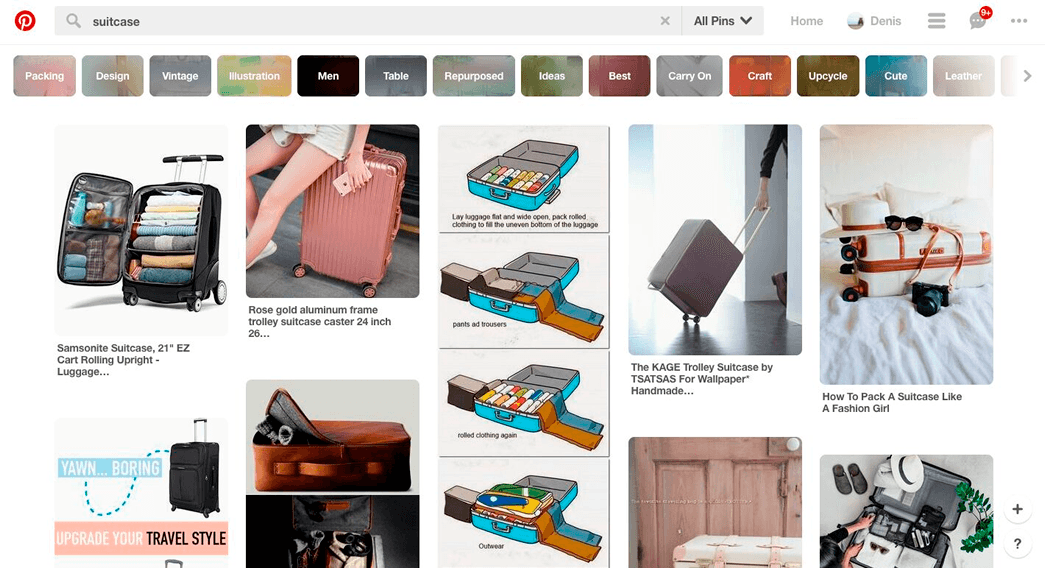 suitcase
All Pins
Home
Denis
9+
Packing
Design
Vintage
Illustration
Men
Table
Repurposed
Ideas
Best
Carry On
Craft
Upcycle
Cute
Leather
Samsonite Suitcase, 21" EZ
Cart Rolling Upright -
Luggage…
YAWN... BORING
UPGRADE YOUR TRAVEL STYLE
Rose gold aluminum frame
trolley suitcase caster 24 inch
26…
Lay luggage flat and wide open, pack rolled
clothing to fill the uneven bottom of the luggage
pants ad trousers
rolled clothing again
Outwear
The KAGE Trolley Suitcase by
TSATSAS For Wallpaper*
Handmade…
How To Pack A Suitcase Like
A Fashion Girl
+
?